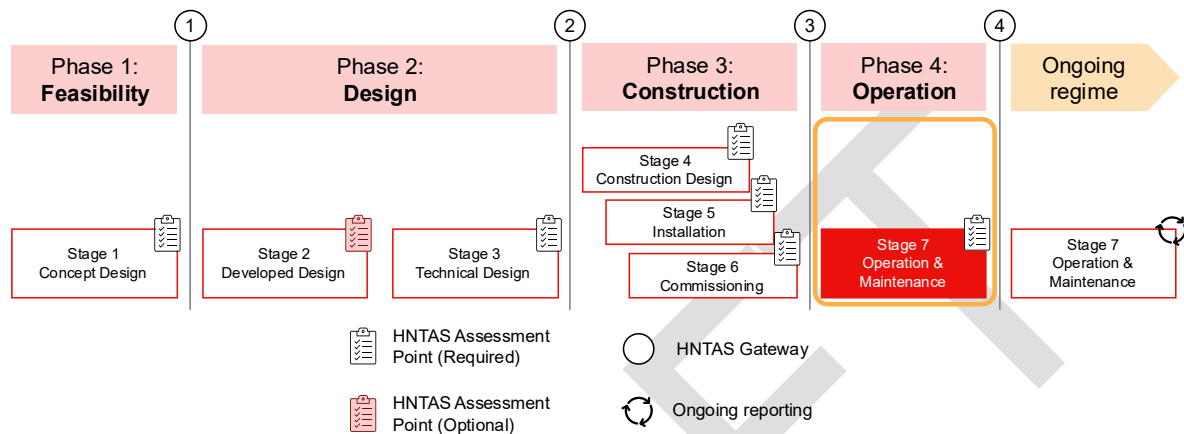 1
2
3
4
Phase 1:
Feasibility
Phase 2:
Design
Phase 3:
Construction
Phase 4:
Operation
Ongoing
regime
Stage 4
Construction Design
Stage 5
Installation
Stage 1
Concept Design
Stage 2
Developed Design
Stage 3
Technical Design
Stage 6
Commissioning
Stage 7
Operation &
Maintenance
Stage 7
Operation &
Maintenance
HNTAS Assessment
Point (Required)
HNTAS Gateway
HNTAS Assessment
Point (Optional)
Ongoing reporting